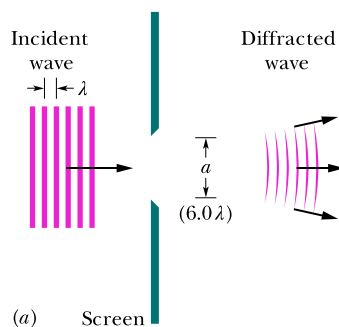 Incident
wave
λ
Diffracted
wave
a
(6.0λ)
(a)
Screen